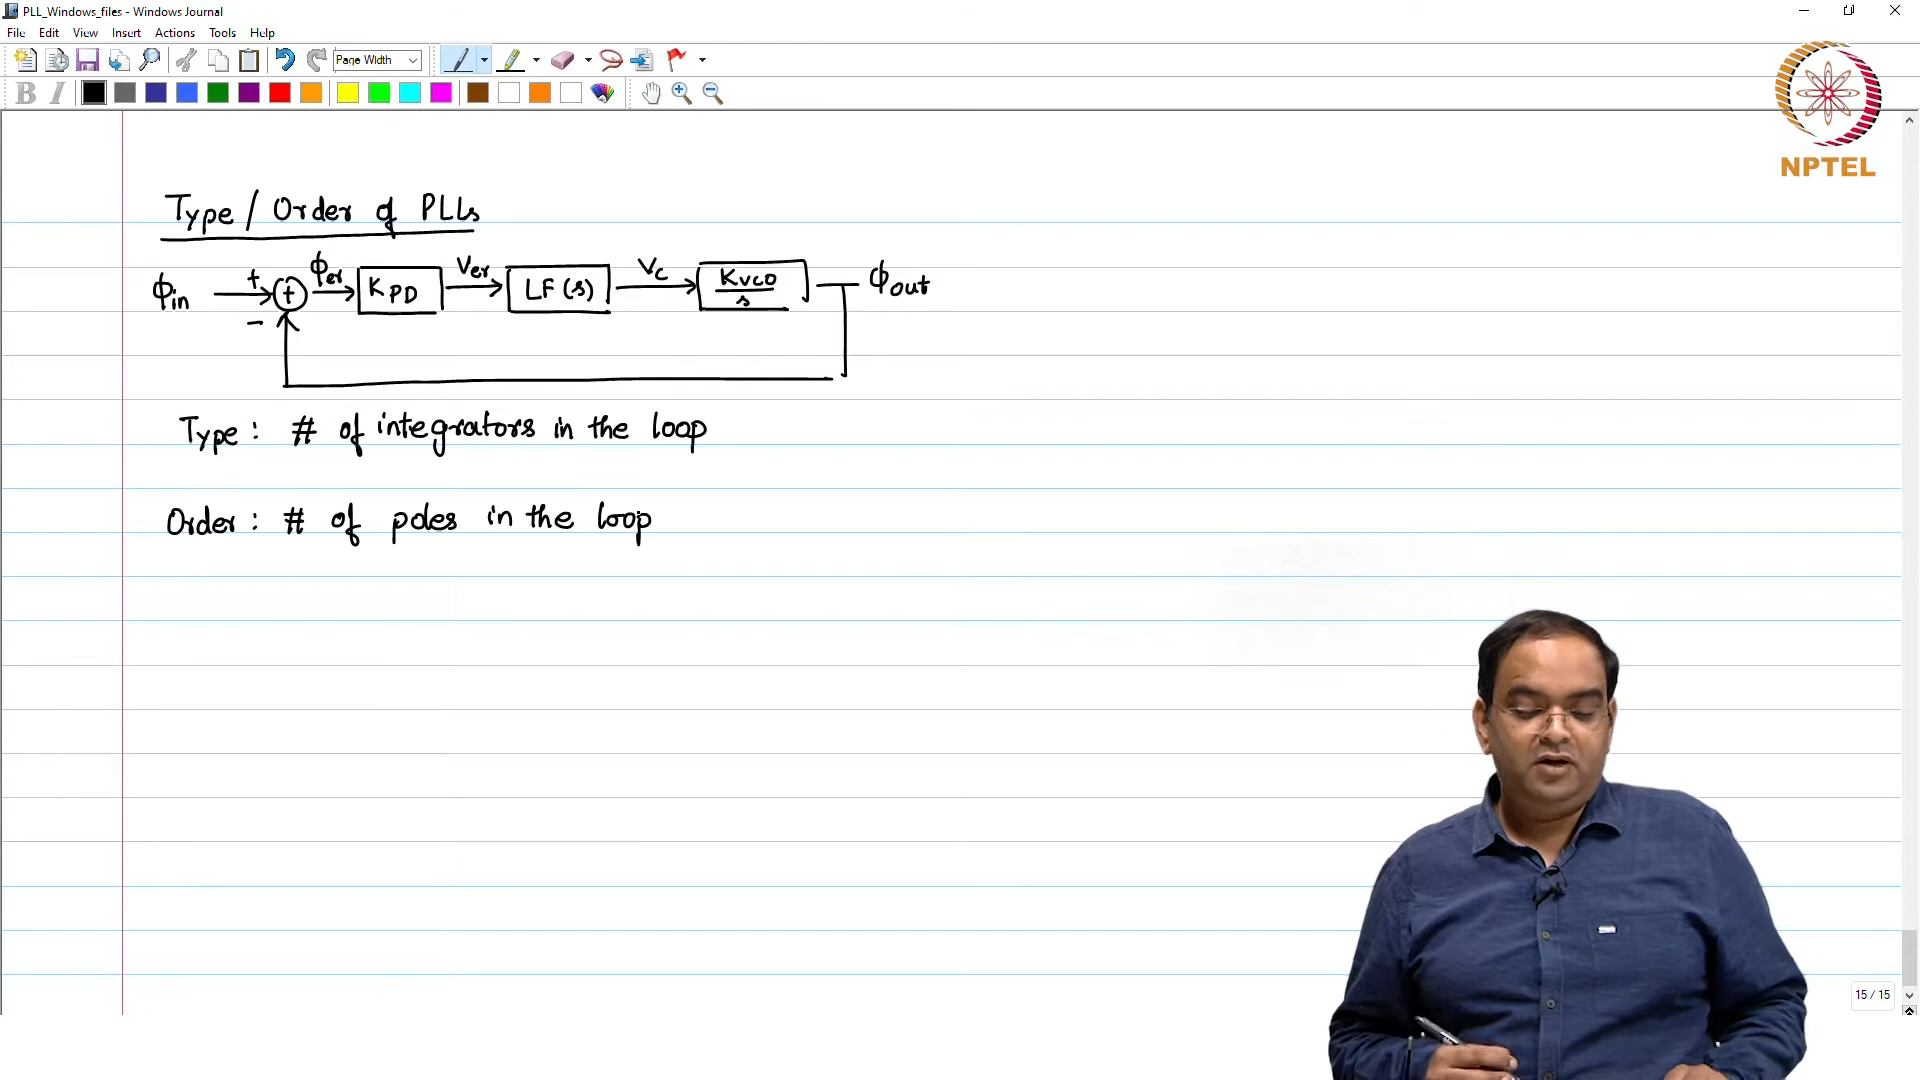 PLL_Windows_files - Windows Journal
File Edit View Insert Actions Tools Help
Page Width
B I
NPTEL
Type / Order of PLLs
ϕin + − + ϕer KPD Ver LF(s) Vc KVCO/s ϕout
Type : # of integrators in the loop
Order : # of poles in the loop
15 / 15